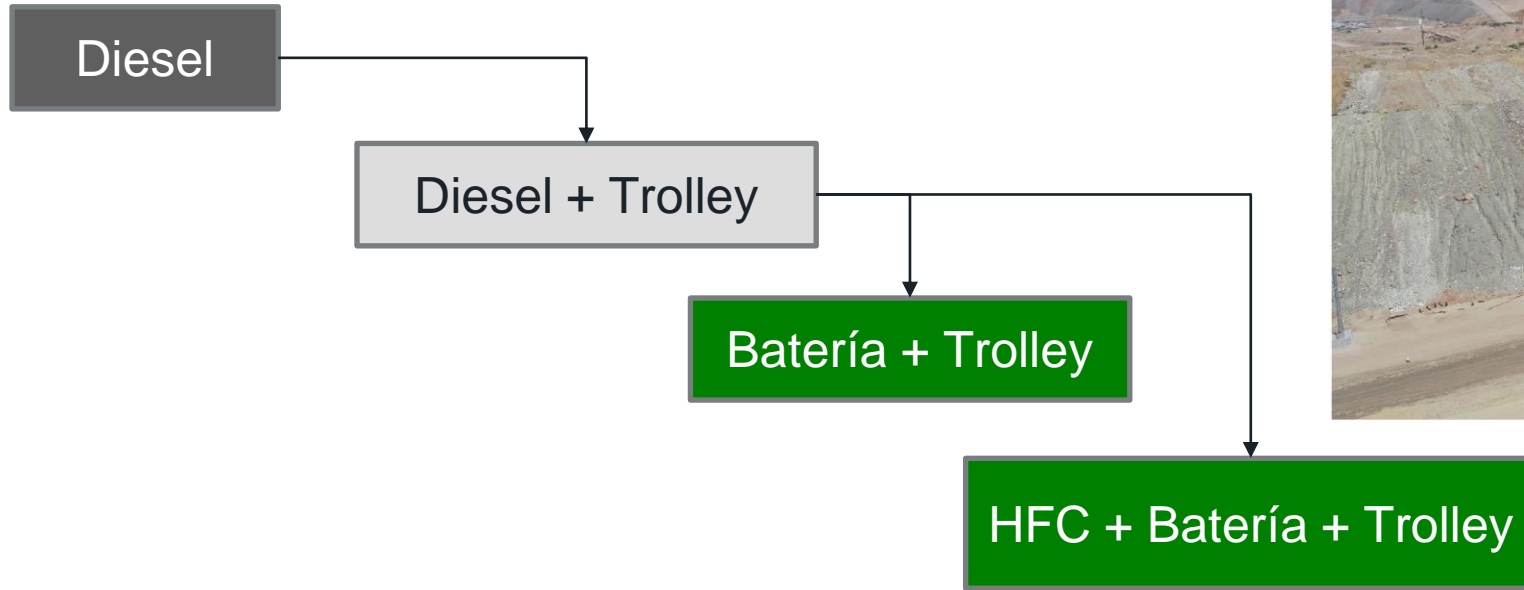 Diesel
Diesel + Trolley
Batería + Trolley
HFC + Batería + Trolley